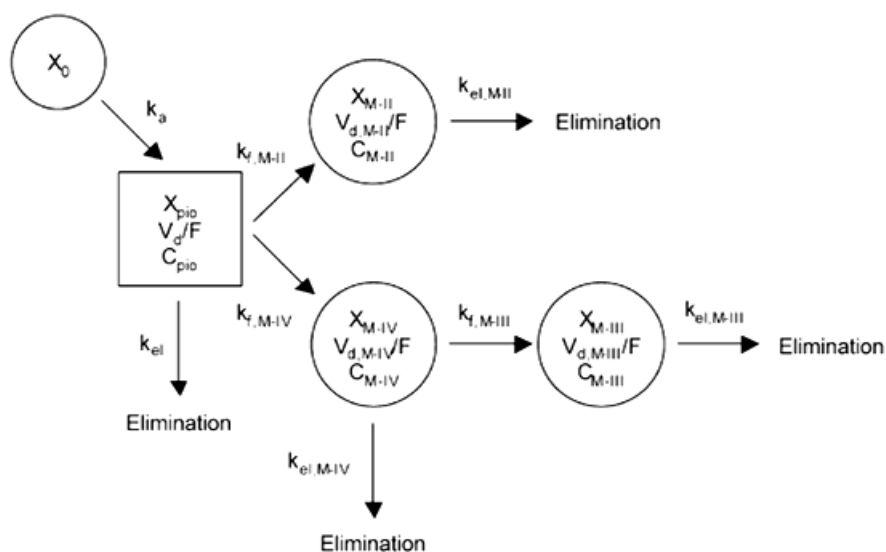 X0
ka
kf,M-II
XM-II
Vd,M-II/F
CM-II
kel,M-II
Elimination
Xpio
Vd/F
Cpio
kel
Elimination
kf,M-IV
XM-IV
Vd,M-IV/F
CM-IV
kf,M-III
XM-III
Vd,M-III/F
CM-III
kel,M-III
Elimination
kel,M-IV
Elimination